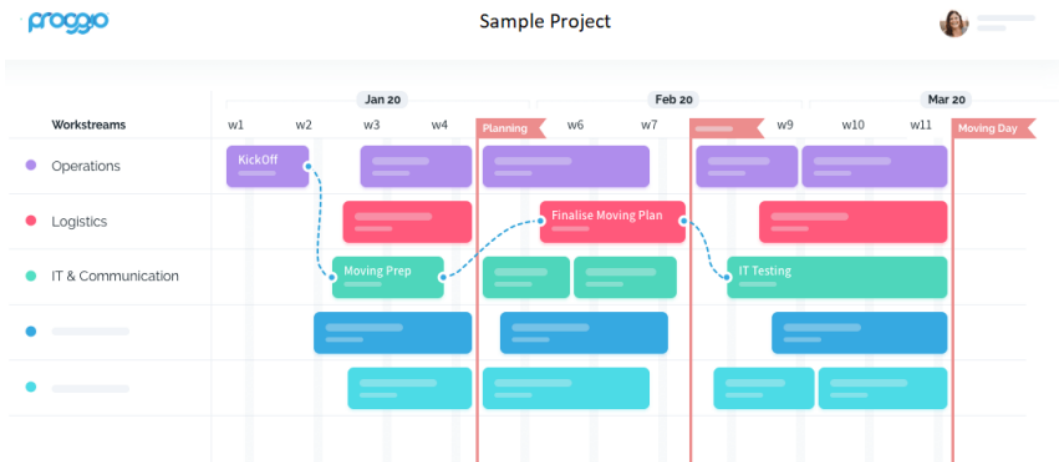 proggio
Sample Project
Jan 20
Feb 20
Mar 20
Workstreams
w1
w2
w3
w4
Planning
w6
w7
w9
w10
w11
Moving Day
Operations
KickOff
Logistics
Finalise Moving Plan
IT & Communication
Moving Prep
IT Testing